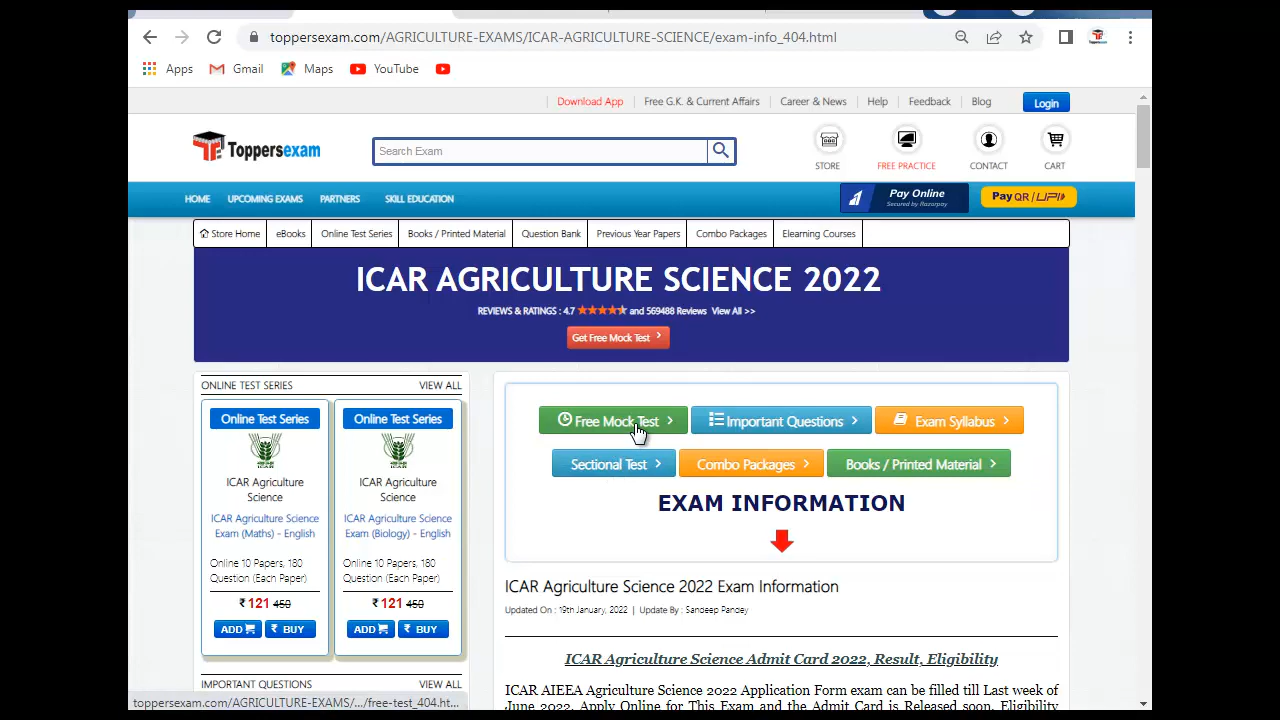 toppersexam.com/AGRICULTURE-EXAMS/ICAR-AGRICULTURE-SCIENCE/exam-info_404.html
Apps Gmail Maps YouTube
Download App Free G.K. & Current Affairs Career & News Help Feedback Blog Login
Toppersexam
Search Exam
STORE FREE PRACTICE CONTACT CART
HOME UPCOMING EXAMS PARTNERS SKILL EDUCATION
Pay Online
Secured by Razorpay
Pay QR / UPI
Store Home eBooks Online Test Series Books / Printed Material Question Bank Previous Year Papers Combo Packages Elearning Courses
ICAR AGRICULTURE SCIENCE 2022
REVIEWS & RATINGS : 4.7 and 569488 Reviews View All >>
Get Free Mock Test
ONLINE TEST SERIES VIEW ALL
Online Test Series
ICAR
ICAR Agriculture
Science
ICAR Agriculture Science
Exam (Maths) - English
Online 10 Papers, 180
Question (Each Paper)
₹ 121 450
ADD ₹ BUY
Online Test Series
ICAR
ICAR Agriculture
Science
ICAR Agriculture Science
Exam (Biology) - English
Online 10 Papers, 180
Question (Each Paper)
₹ 121 450
ADD ₹ BUY
IMPORTANT QUESTIONS VIEW ALL
Free Mock Test Important Questions Exam Syllabus
Sectional Test Combo Packages Books / Printed Material
EXAM INFORMATION
ICAR Agriculture Science 2022 Exam Information
Updated On : 19th January, 2022 | Update By : Sandeep Pandey
ICAR Agriculture Science Admit Card 2022, Result, Eligibility
ICAR AIEEA Agriculture Science 2022 Application Form exam can be filled till Last week of
June 2022. Apply Online for This Exam and the Admit Card is Released soon. Eligibility
toppersexam.com/AGRICULTURE-EXAMS/.../free-test_404.ht...